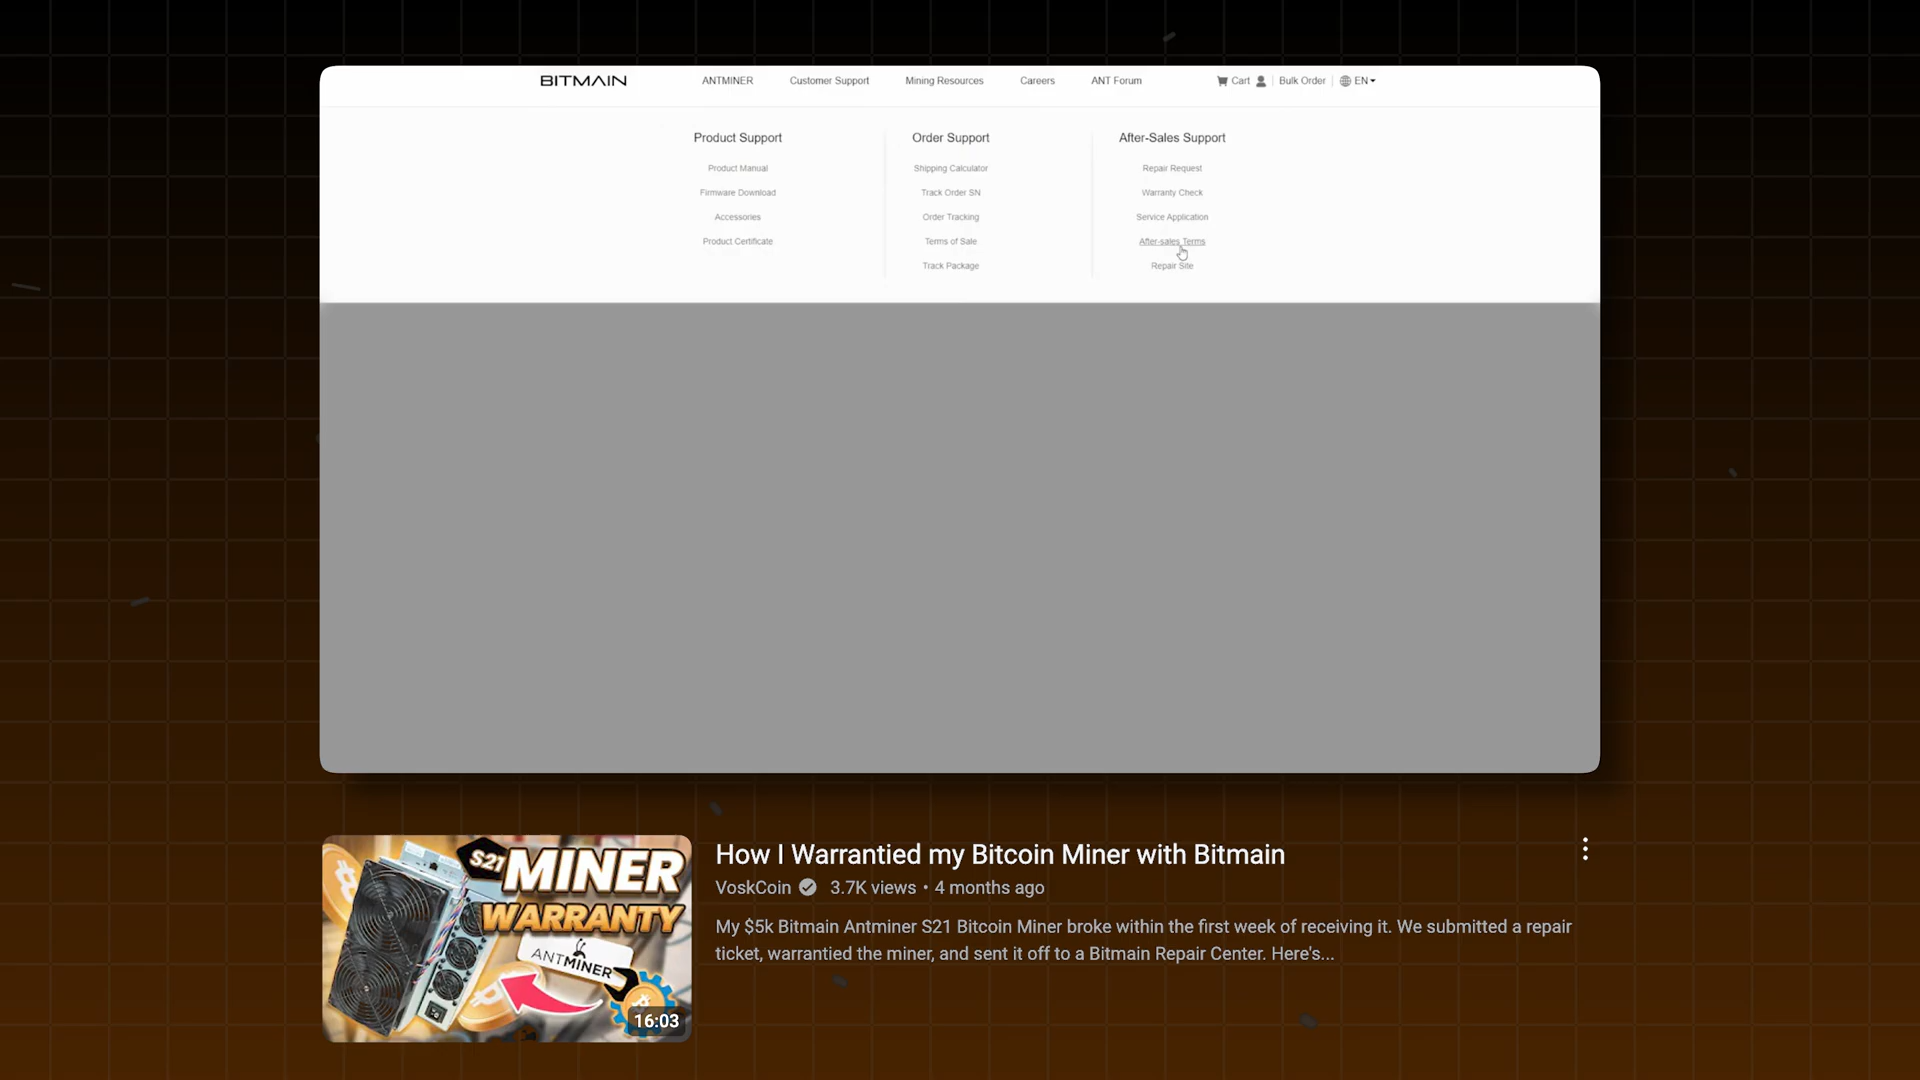 BITMAIN
ANTMINER Customer Support Mining Resources Careers ANT Forum Cart Bulk Order EN
Product Support
Product Manual
Firmware Download
Accessories
Product Certificate
Order Support
Shipping Calculator
Track Order SN
Order Tracking
Terms of Sale
Track Package
After-Sales Support
Repair Request
Warranty Check
Service Application
After-sales Terms
Repair Site
S21 MINER
WARRANTY
ANTMINER
16:03
How I Warrantied my Bitcoin Miner with Bitmain
VoskCoin 3.7K views • 4 months ago
My $5k Bitmain Antminer S21 Bitcoin Miner broke within the first week of receiving it. We submitted a repair
ticket, warrantied the miner, and sent it off to a Bitmain Repair Center. Here's...